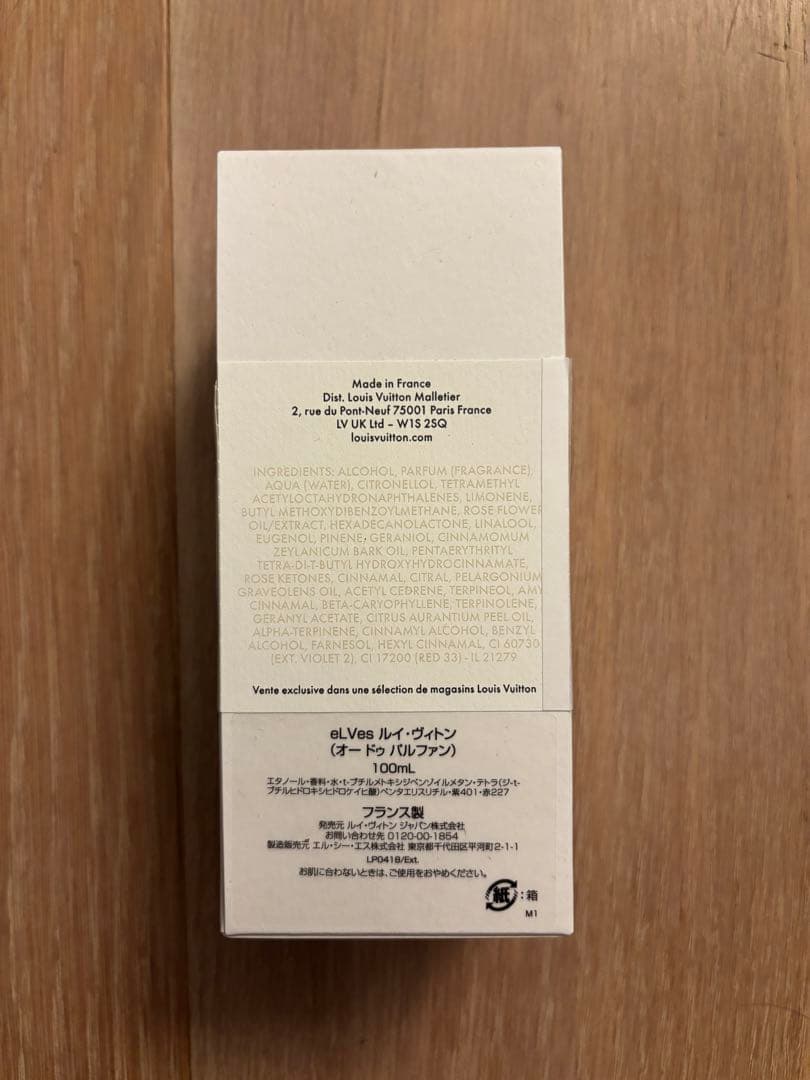 Made in France
Dist. Louis Vuitton Malletier
2, rue du Pont-Neuf 75001 Paris France
LV UK Ltd – W1S 2SQ
louisvuitton.com
INGREDIENTS: ALCOHOL, PARFUM (FRAGRANCE),
AQUA (WATER), CITRONELLOL, TETRAMETHYL
ACETYLOCTAHYDRONAPHTHALENES, LIMONENE,
BUTYL METHOXYDIBENZOYLMETHANE, ROSE FLOWER
OIL/EXTRACT, HEXADECANOLACTONE, LINALOOL,
EUGENOL, PINENE, GERANIOL, CINNAMOMUM
ZEYLANICUM BARK OIL, PENTAERYTHRITYL
TETRA-DI-T-BUTYL HYDROXYHYDROCINNAMATE,
ROSE KETONES, CINNAMAL, CITRAL, PELARGONIUM
GRAVEOLENS OIL, ACETYL CEDRENE, TERPINEOL, AMYL
CINNAMAL, BETA-CARYOPHYLLENE, TERPINOLENE,
GERANYL ACETATE, CITRUS AURANTIUM PEEL OIL,
ALPHA-TERPINENE, CINNAMYL ALCOHOL, BENZYL
ALCOHOL, FARNESOL, HEXYL CINNAMAL, CI 60730
(EXT. VIOLET 2), CI 17200 (RED 33) - IL 21279
Vente exclusive dans une sélection de magasins Louis Vuitton
eLVes ルイ・ヴィトン
(オー ドゥ パルファン)
100mL
エタノール・香料・水・t-ブチルメトキシジベンゾイルメタン・テトラ(ジ-t-
ブチルヒドロキシヒドロケイヒ酸)ペンタエリスリチル・紫401・赤227
フランス製
発売元 ルイ・ヴィトン ジャパン株式会社
お問い合わせ先 0120-00-1854
製造販売元 エル・シー・エス株式会社 東京都千代田区平河町2-1-1
LP0418/Ext.
お肌に合わないときは、ご使用をおやめください。
紙:箱
M1